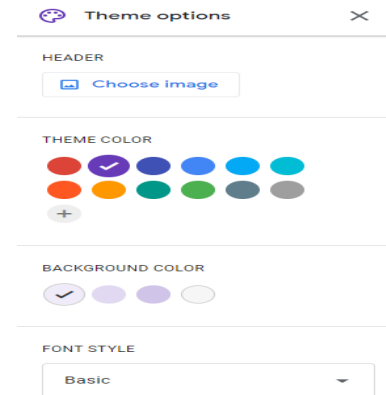 Theme options
HEADER
Choose image
THEME COLOR
BACKGROUND COLOR
FONT STYLE
Basic